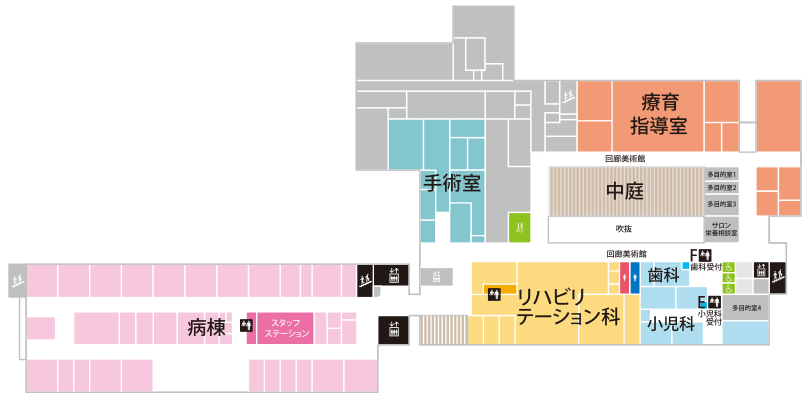 療育
指導室
回廊美術館
手術室
中庭
多目的室1
多目的室2
多目的室3
吹抜
サロン
栄養相談室
回廊美術館
F
歯科
歯科受付
リハビリ
テーション科
E
小児科
受付
小児科
多目的室4
病棟
スタッフ
ステーション